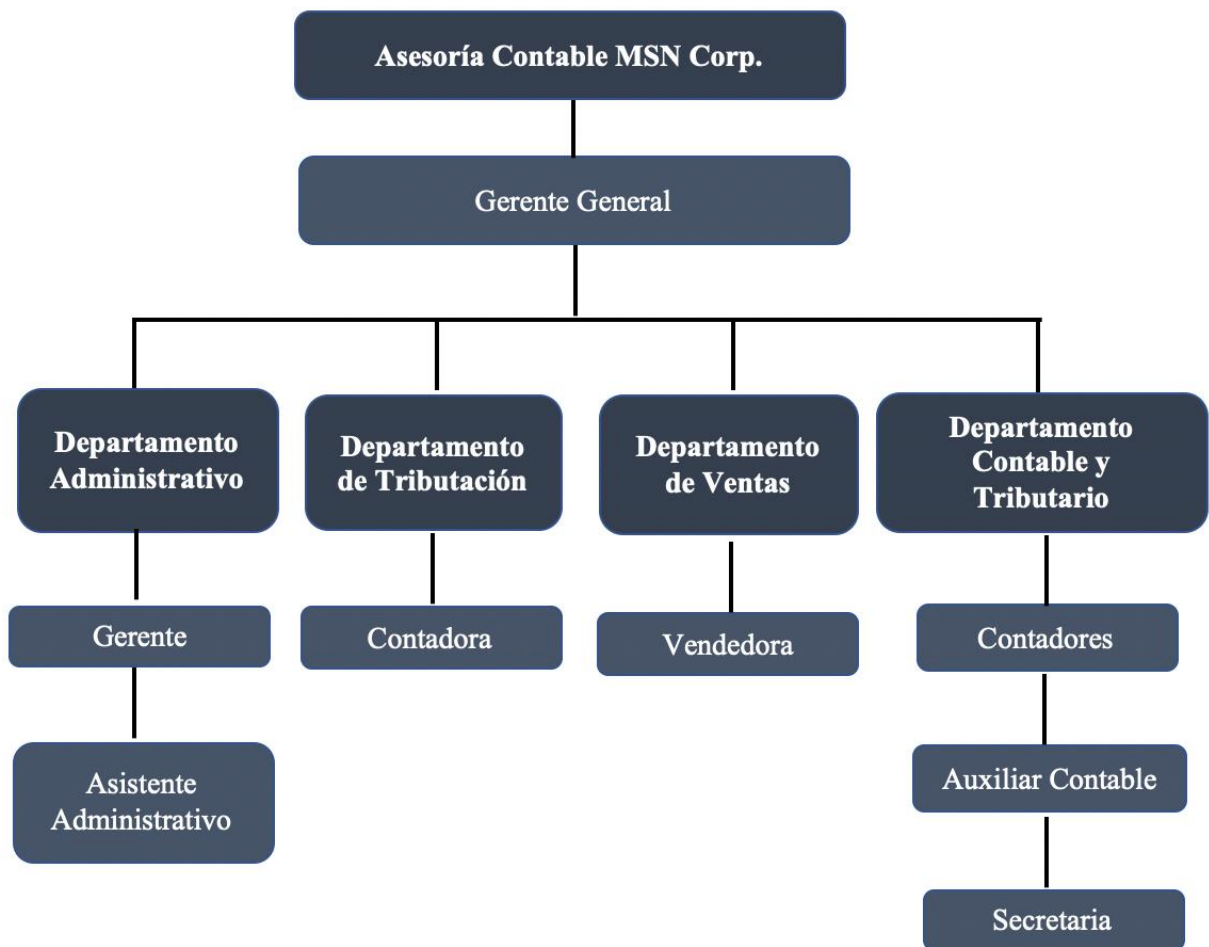 Asesoría Contable MSN Corp.
Gerente General
Departamento
Administrativo
Departamento
de Tributación
Departamento
de Ventas
Departamento
Contable y
Tributario
Gerente
Contadora
Vendedora
Contadores
Asistente
Administrativo
Auxiliar Contable
Secretaria